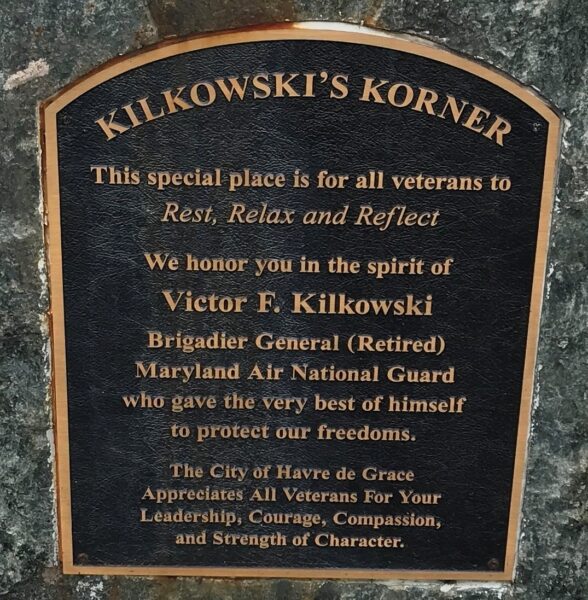 KILKOWSKI'S KORNER
This special place is for all veterans to
Rest, Relax and Reflect
We honor you in the spirit of
Victor F. Kilkowski
Brigadier General (Retired)
Maryland Air National Guard
who gave the very best of himself
to protect our freedoms.
The City of Havre de Grace
Appreciates All Veterans For Your
Leadership, Courage, Compassion,
and Strength of Character.